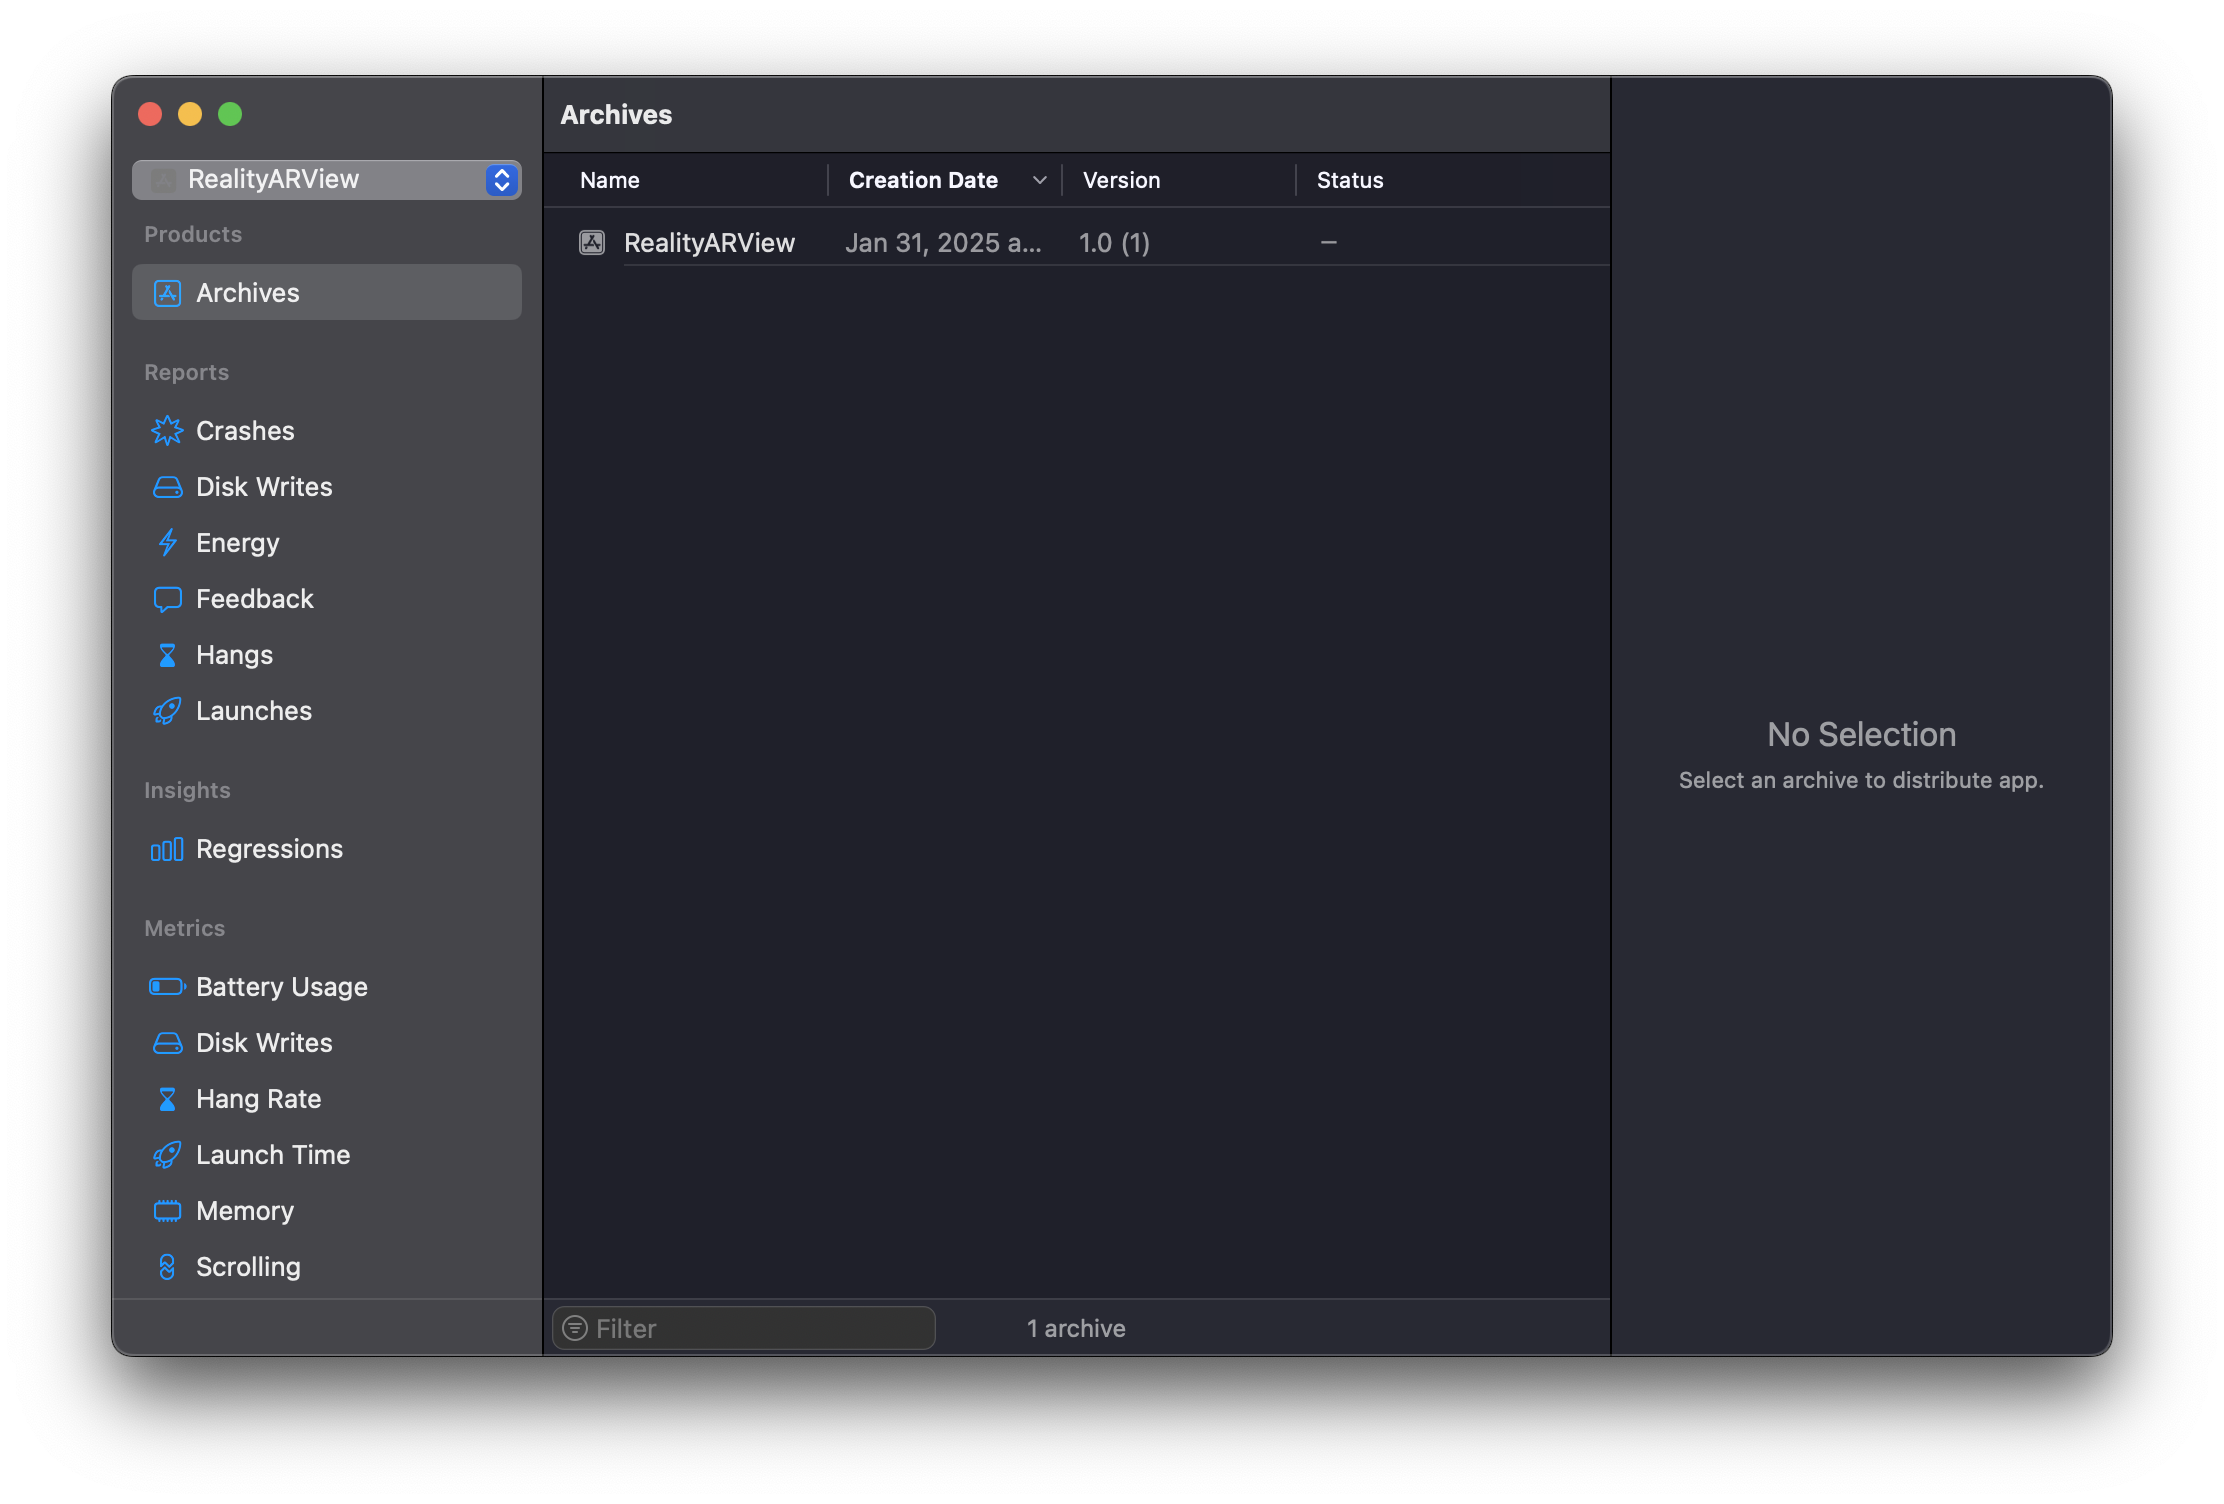 RealityARView
Products
Archives
Reports
Crashes
Disk Writes
Energy
Feedback
Hangs
Launches
Insights
Regressions
Metrics
Battery Usage
Disk Writes
Hang Rate
Launch Time
Memory
Scrolling
Archives
Name Creation Date Version Status
RealityARView Jan 31, 2025 a... 1.0 (1) --
Filter 1 archive
No Selection
Select an archive to distribute app.